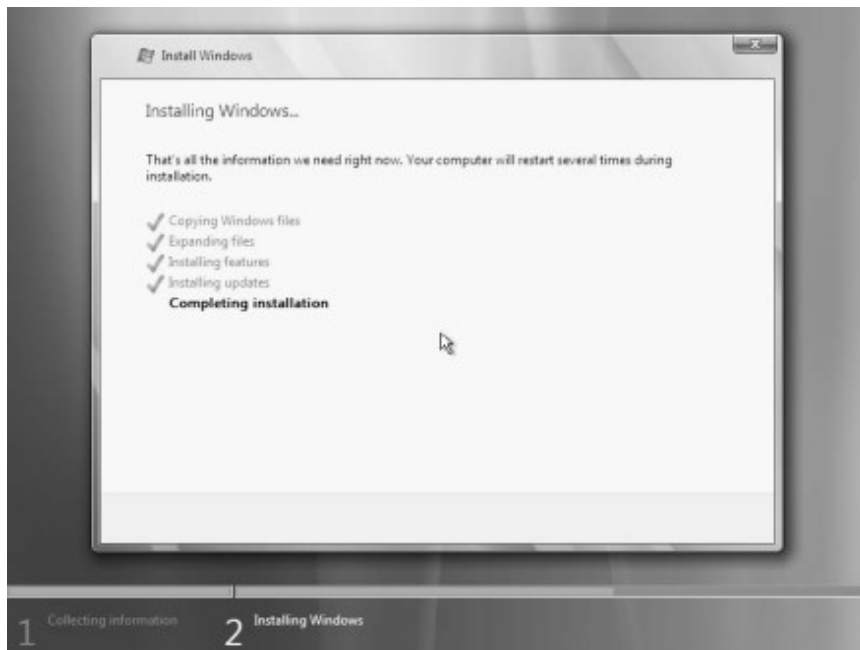 Install Windows
Installing Windows...
That's all the information we need right now. Your computer will restart several times during
installation.
Copying Windows files
Expanding files
Installing features
Installing updates
Completing installation
1 Collecting information
2 Installing Windows